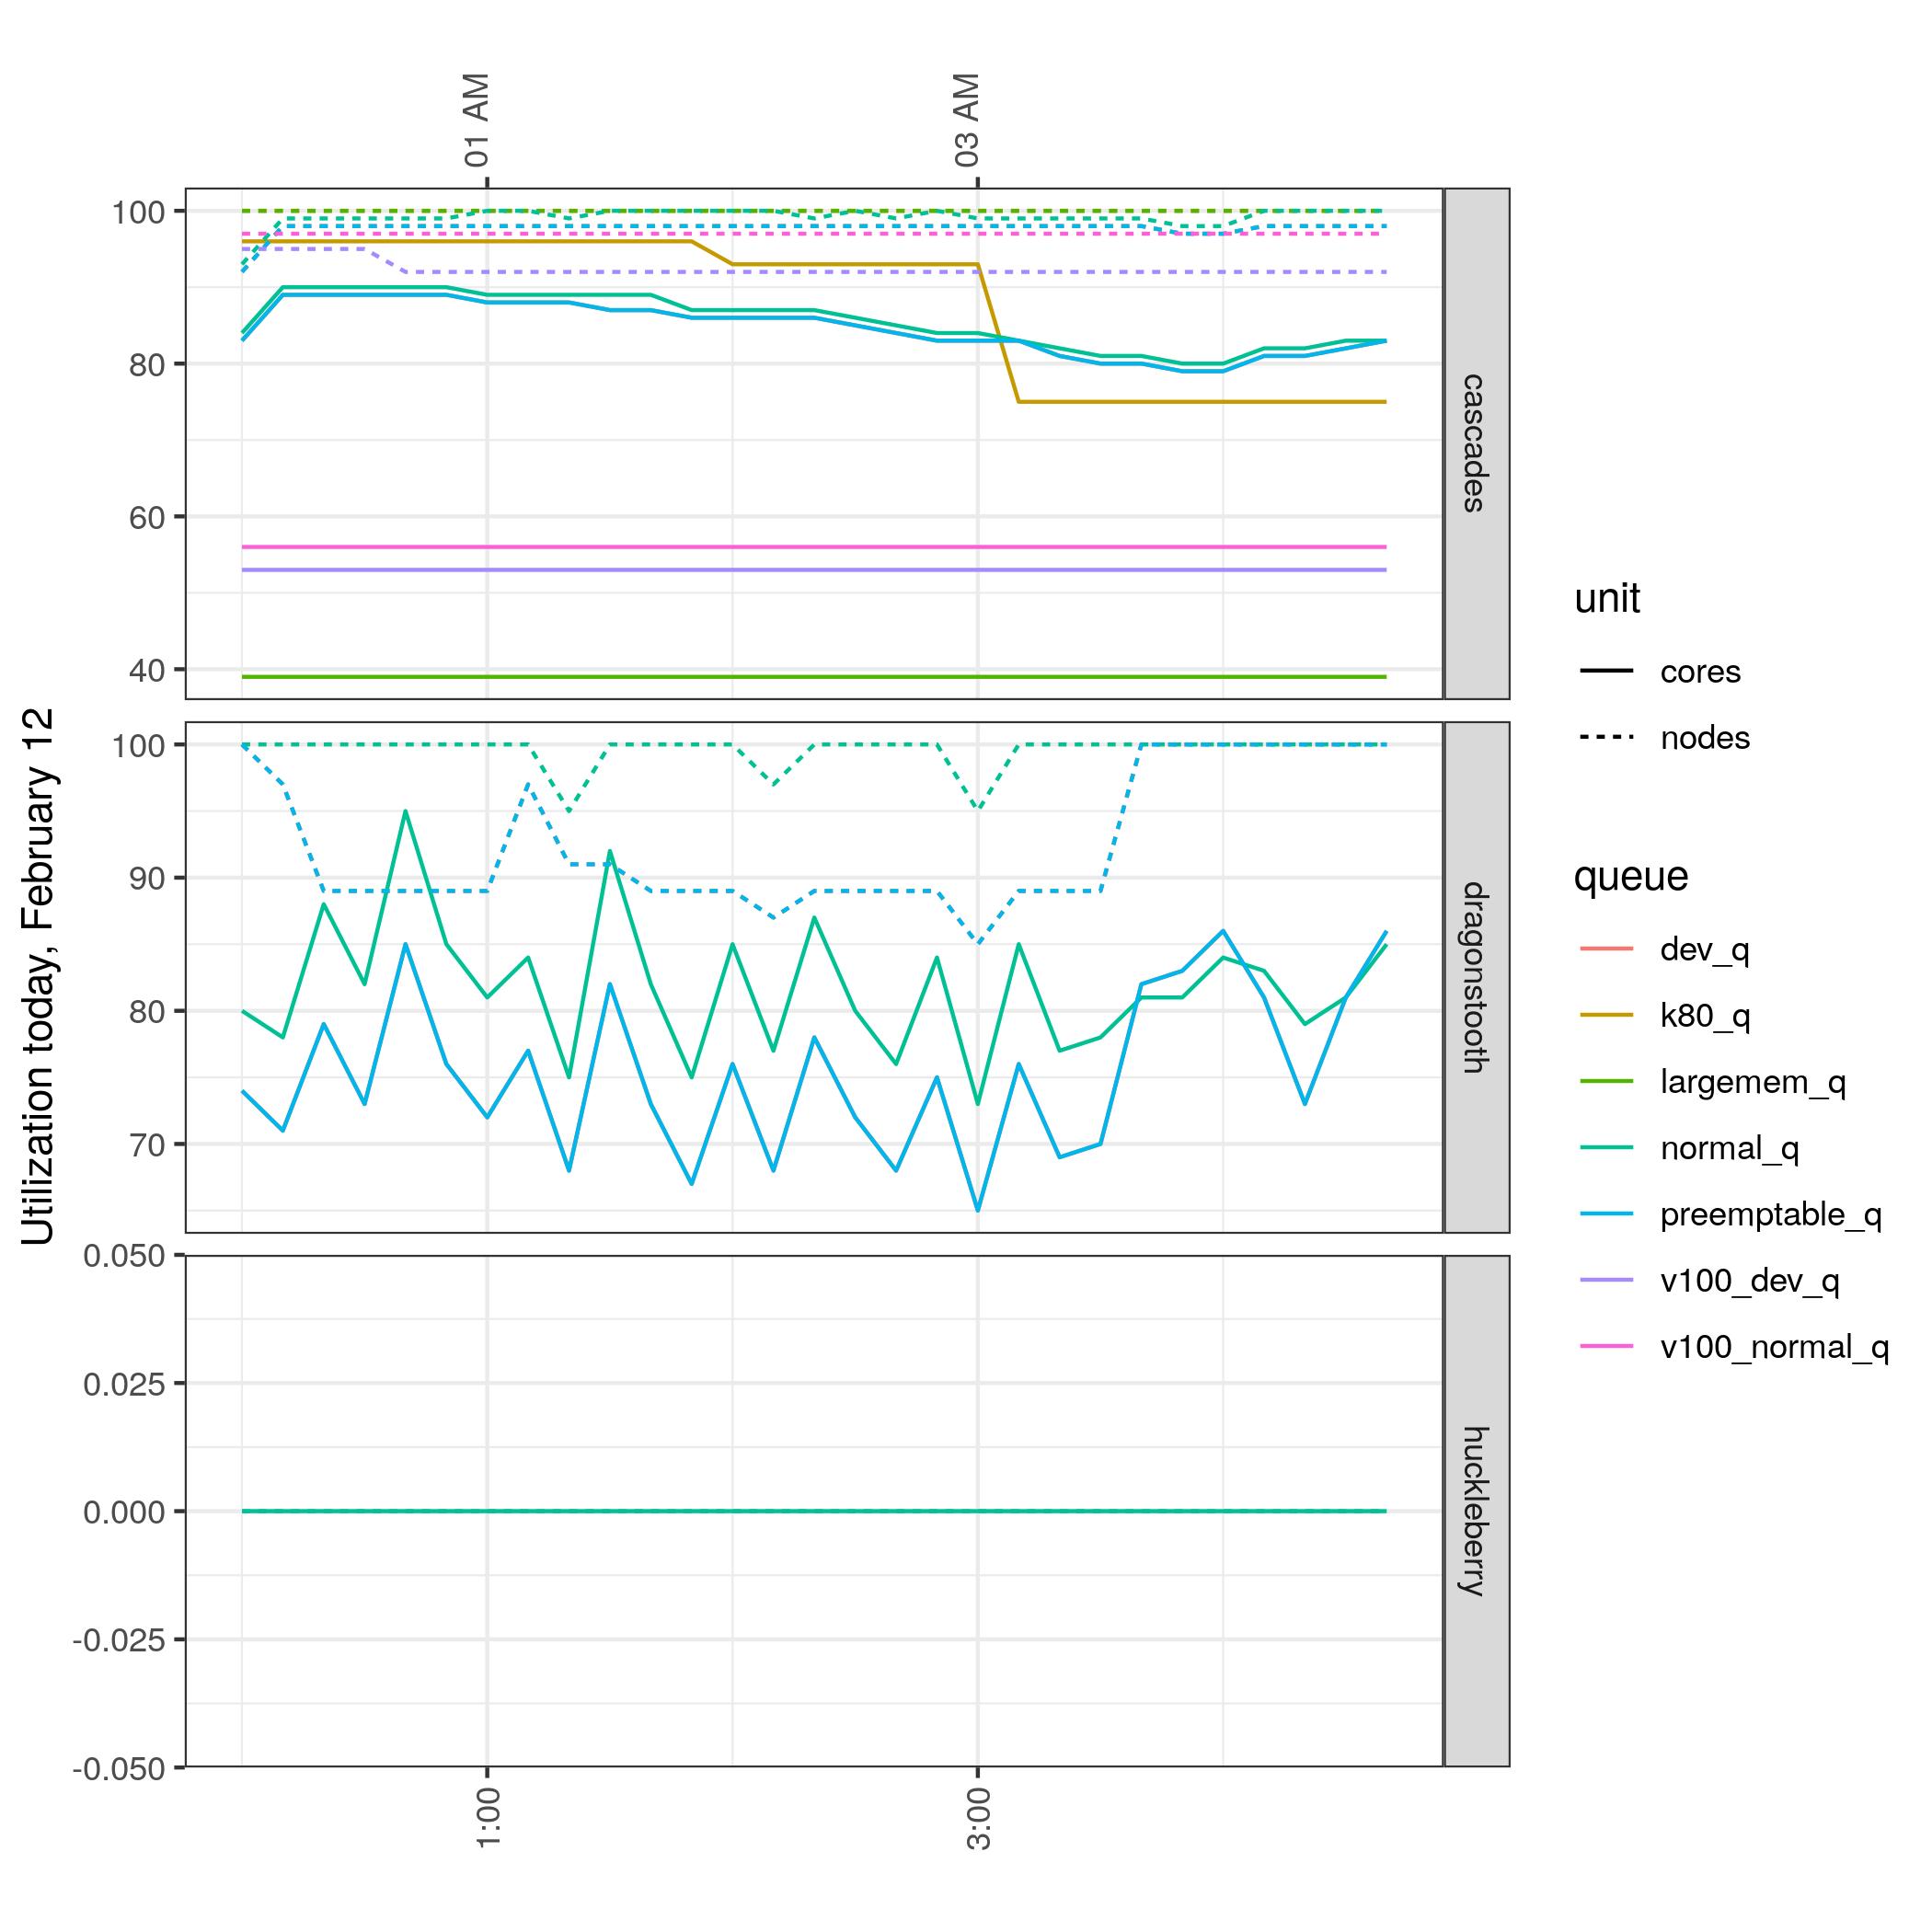 01 AM
03 AM
100
80
60
40
cascades
100
90
80
70
dragonstooth
0.050
0.025
0.000
-0.025
-0.050
huckleberry
1:00
3:00
Utilization today, February 12
unit
cores
nodes
queue
dev_q
k80_q
largemem_q
normal_q
preemptable_q
v100_dev_q
v100_normal_q